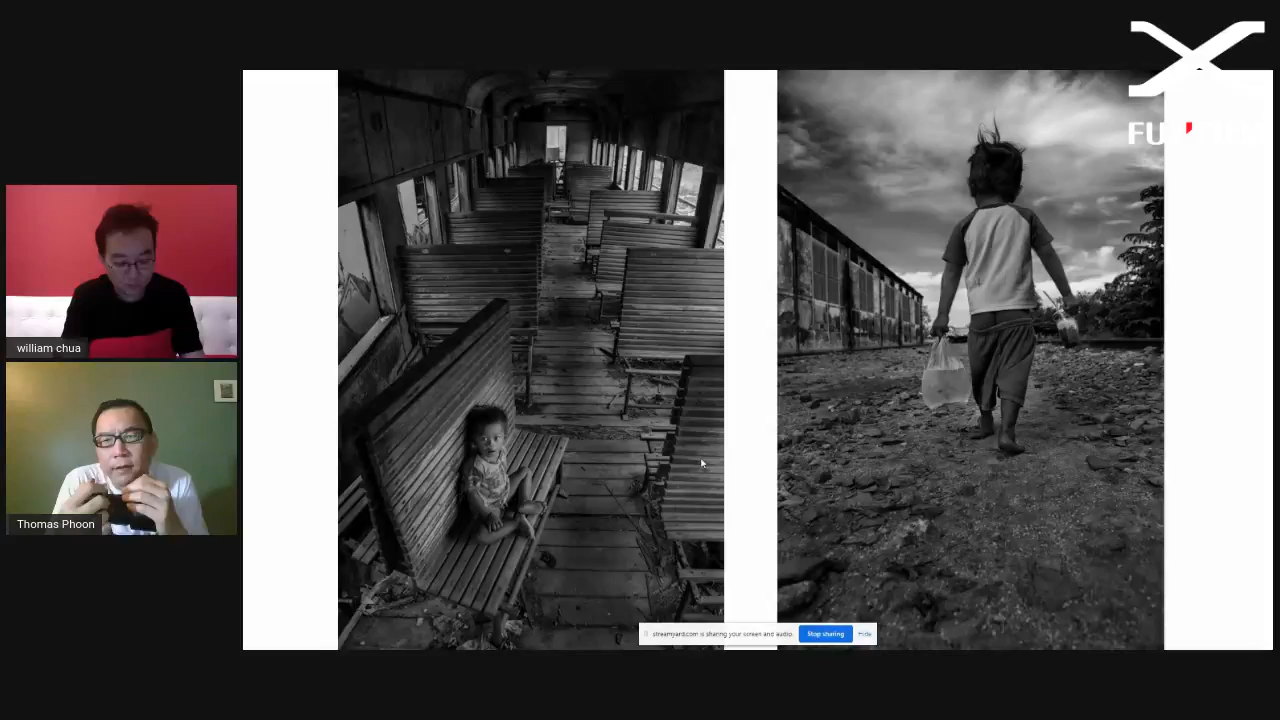 william chua
Thomas Phoon
streamyard.com is sharing your screen and audio.
Stop sharing
Hide